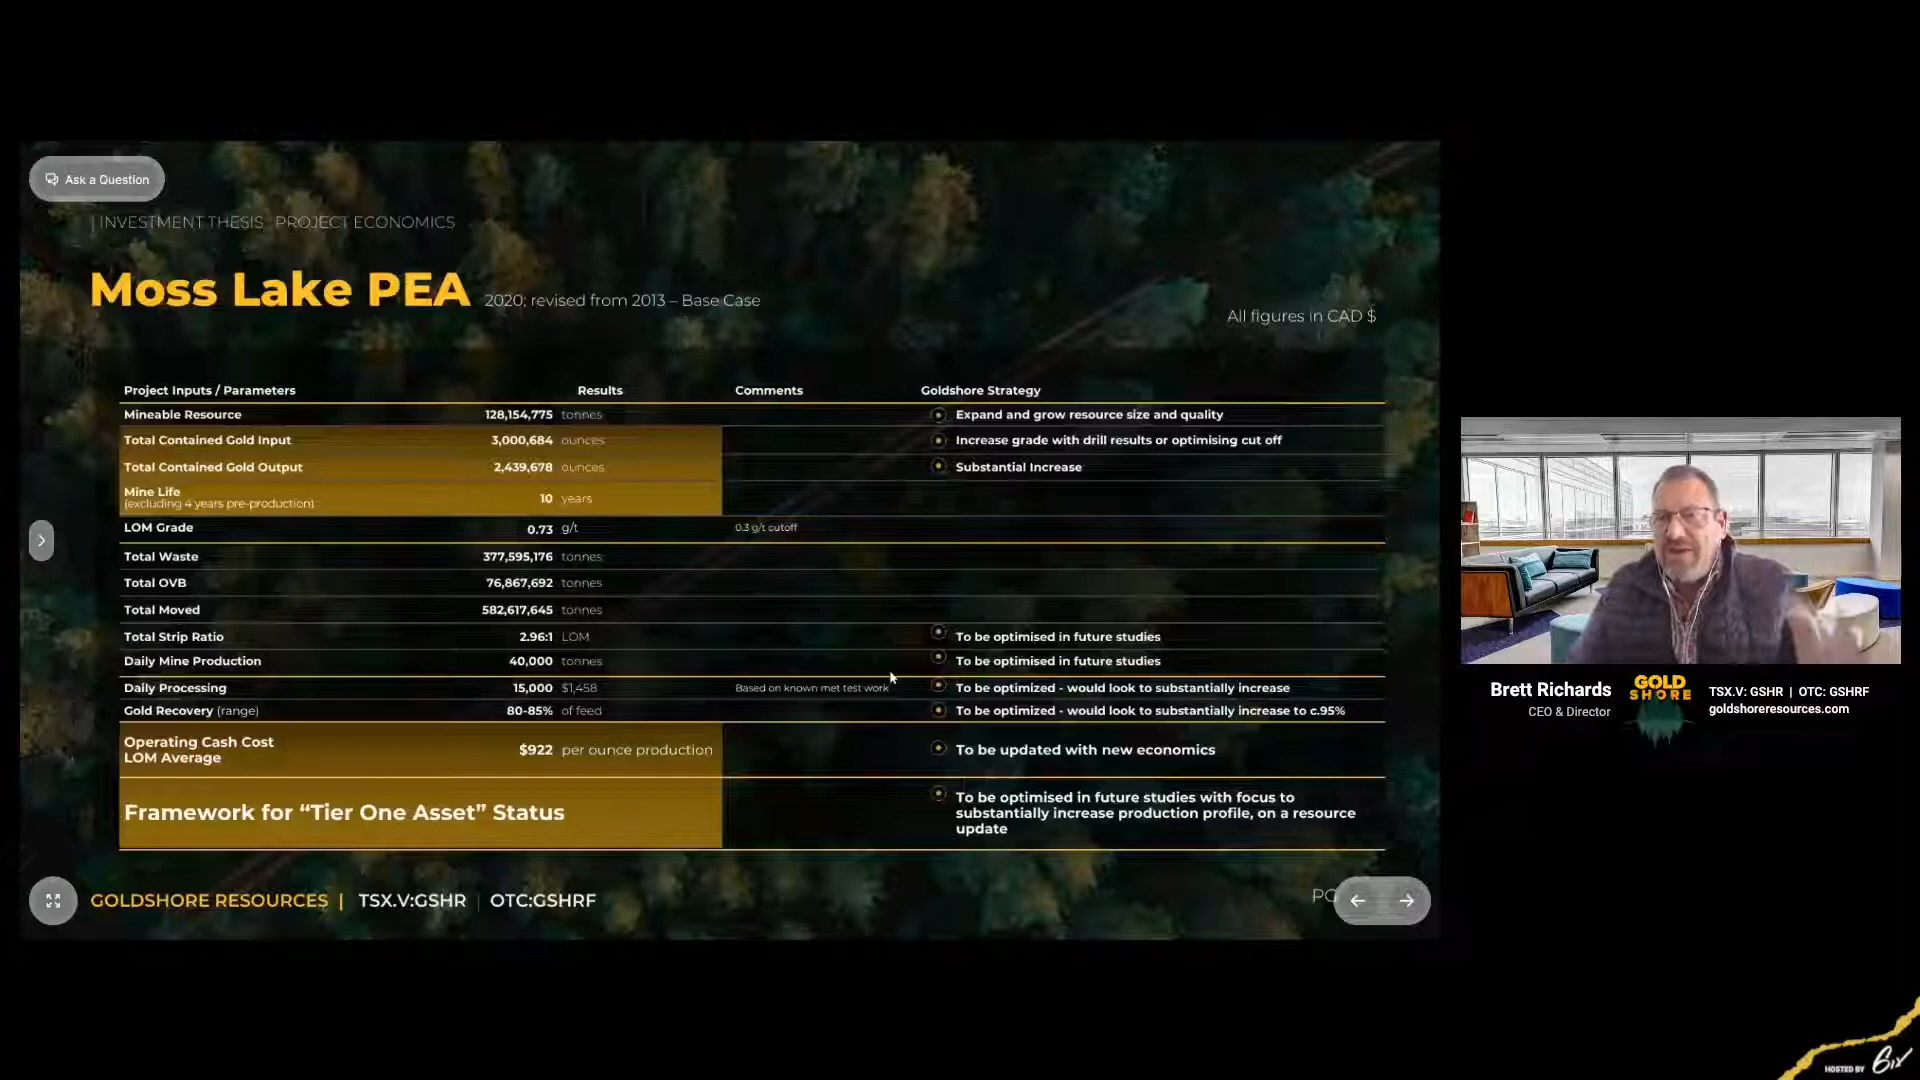 Ask a Question
| INVESTMENT THESIS PROJECT ECONOMICS
Moss Lake PEA 2020; revised from 2013 – Base Case
All figures in CAD $
Project Inputs / Parameters Results Comments Goldshore Strategy
Mineable Resource 128,154,775 tonnes Expand and grow resource size and quality
Total Contained Gold Input 3,000,684 ounces Increase grade with drill results or optimising cut off
Total Contained Gold Output 2,439,678 ounces Substantial Increase
Mine Life
(excluding 4 years pre-production) 10 years
LOM Grade 0.73 g/t 0.3 g/t cutoff
Total Waste 377,595,176 tonnes
Total OVB 76,867,692 tonnes
Total Moved 582,617,645 tonnes
Total Strip Ratio 2.96:1 LOM To be optimised in future studies
Daily Mine Production 40,000 tonnes To be optimised in future studies
Daily Processing 15,000 $1,458 Based on known met test work To be optimized - would look to substantially increase
Gold Recovery (range) 80-85% of feed To be optimized - would look to substantially increase to c.95%
Operating Cash Cost
LOM Average $922 per ounce production To be updated with new economics
Framework for “Tier One Asset” Status
To be optimised in future studies with focus to
substantially increase production profile, on a resource
update
GOLDSHORE RESOURCES | TSX.V:GSHR | OTC:GSHRF
PG
Brett Richards
CEO & Director
GOLD
SHORE
TSX.V: GSHR | OTC: GSHRF
goldshoreresources.com
HOSTED BY 6ix